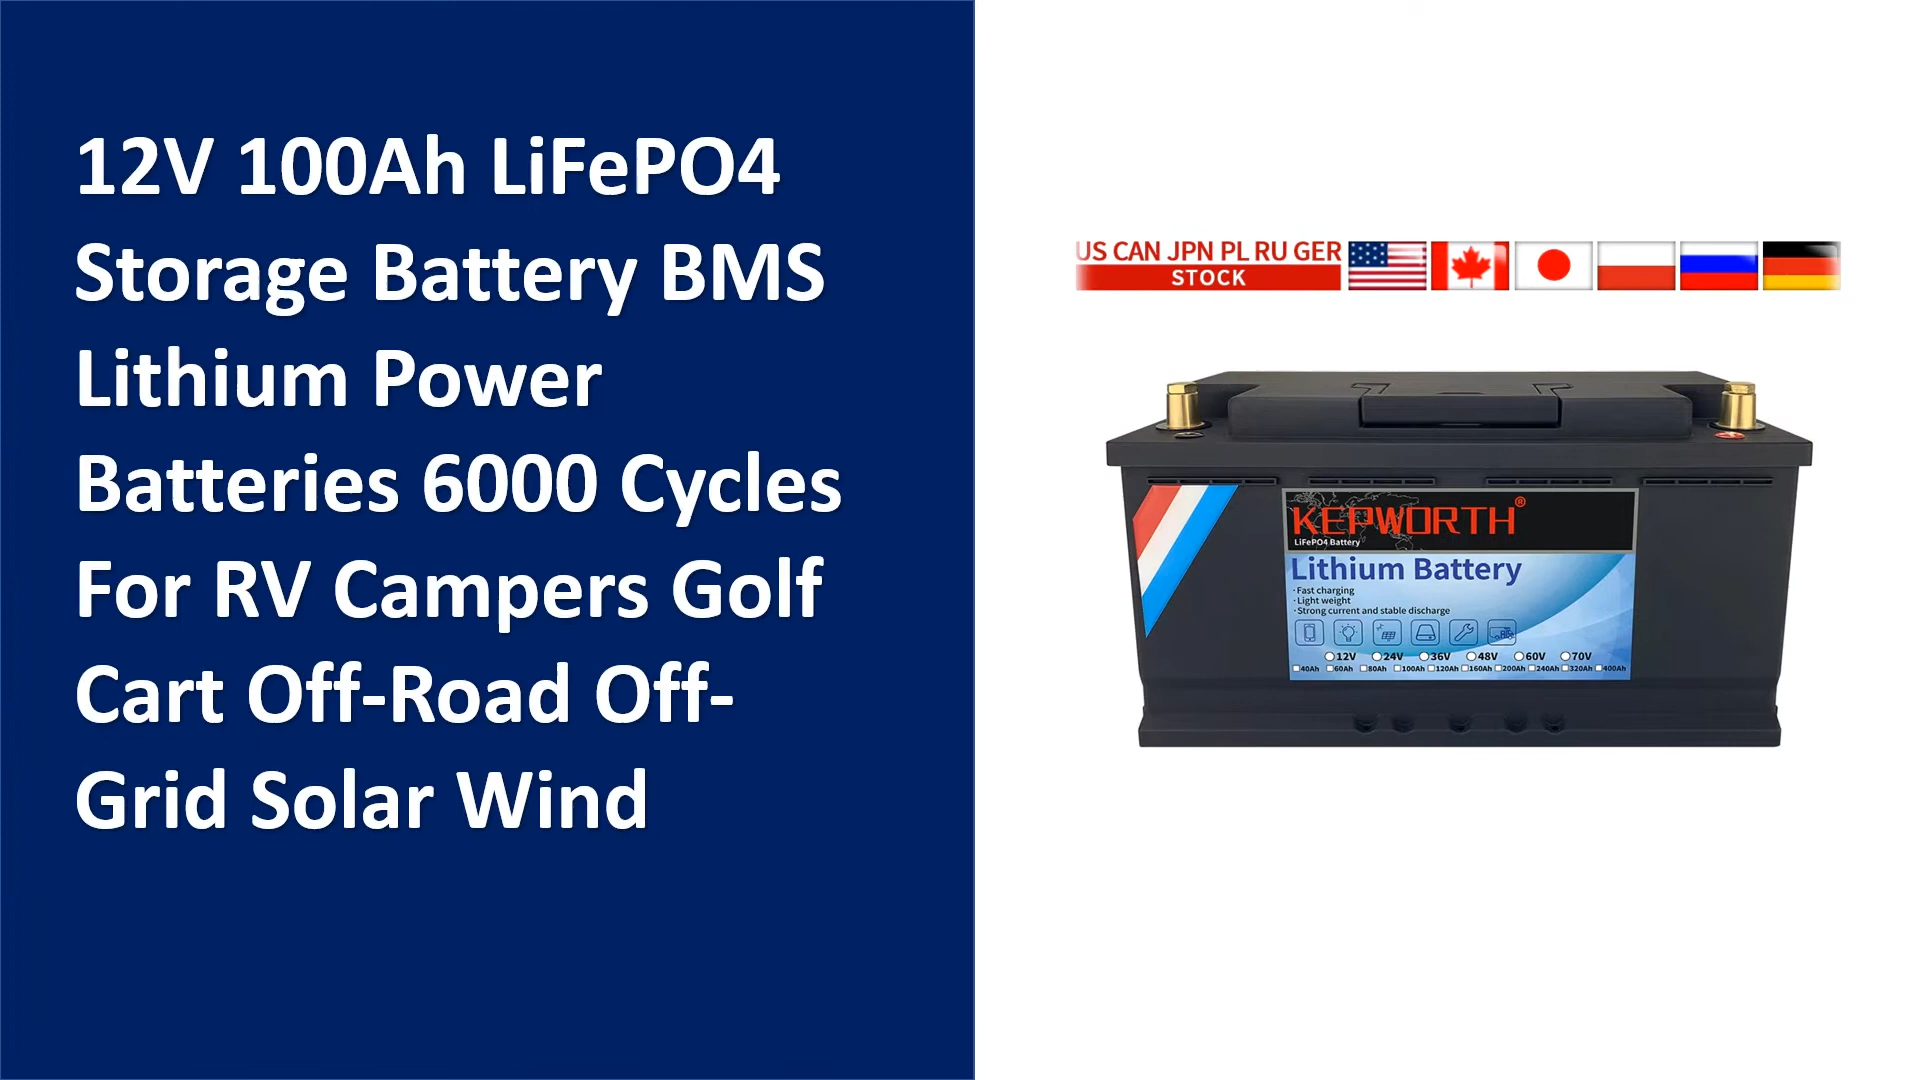 12V 100Ah LiFePO4
Storage Battery BMS
Lithium Power
Batteries 6000 Cycles
For RV Campers Golf
Cart Off-Road Off-
Grid Solar Wind
US CAN JPN PL RU GER
STOCK
KEPWORTH®
LiFePO4 Battery
Lithium Battery
·Fast charging
·Light weight
·Strong current and stable discharge
12V 24V 36V 48V 60V 70V
40Ah 60Ah 80Ah 100Ah 120Ah 160Ah 200Ah 240Ah 320Ah 400Ah